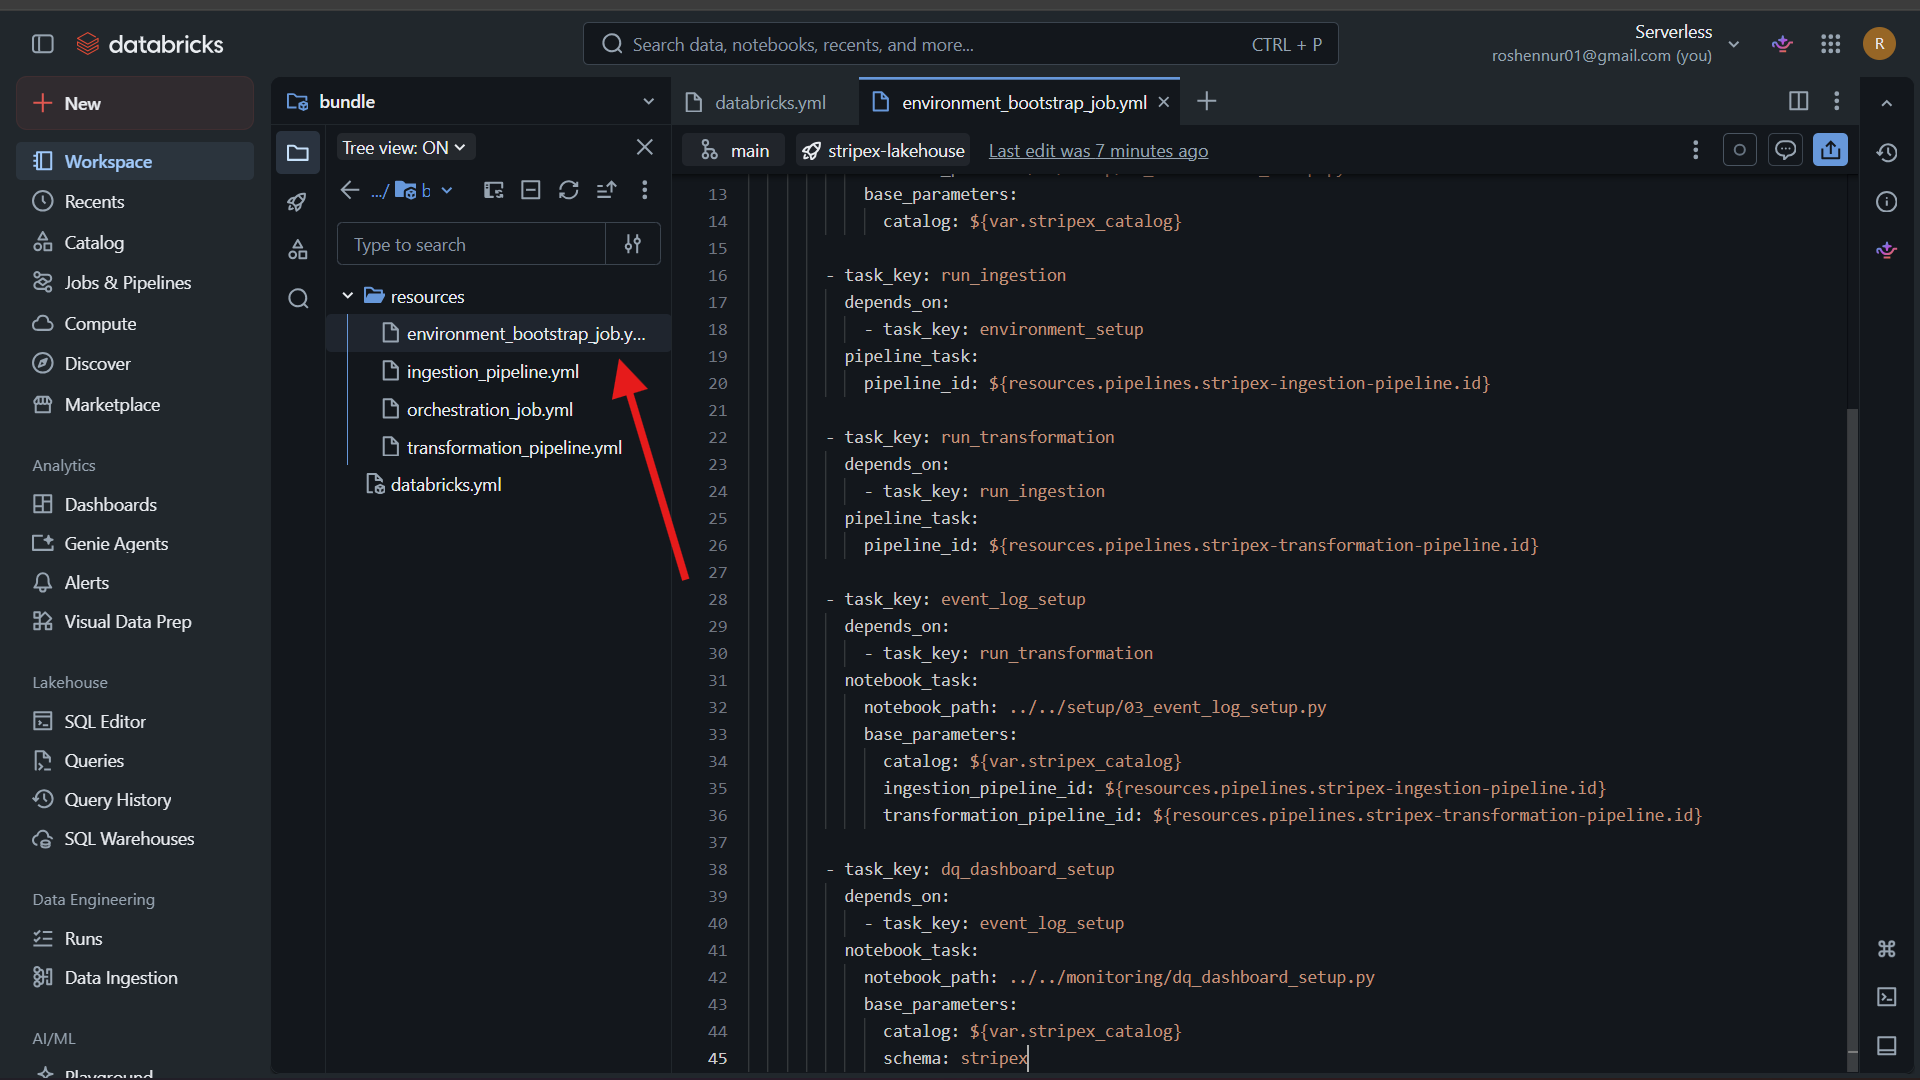 databricks
Search data, notebooks, recents, and more...
CTRL + P
Serverless
roshennur01@gmail.com (you)
R
New
Workspace
Recents
Catalog
Jobs & Pipelines
Compute
Discover
Marketplace
Analytics
Dashboards
Genie Agents
Alerts
Visual Data Prep
Lakehouse
SQL Editor
Queries
Query History
SQL Warehouses
Data Engineering
Runs
Data Ingestion
AI/ML
Playground
bundle
Tree view: ON
.../ b
Type to search
resources
environment_bootstrap_job.y...
ingestion_pipeline.yml
orchestration_job.yml
transformation_pipeline.yml
databricks.yml
databricks.yml
environment_bootstrap_job.yml
main
stripex-lakehouse
Last edit was 7 minutes ago
13 base_parameters:
14 catalog: ${var.stripex_catalog}
15
16 - task_key: run_ingestion
17 depends_on:
18 - task_key: environment_setup
19 pipeline_task:
20 pipeline_id: ${resources.pipelines.stripex-ingestion-pipeline.id}
21
22 - task_key: run_transformation
23 depends_on:
24 - task_key: run_ingestion
25 pipeline_task:
26 pipeline_id: ${resources.pipelines.stripex-transformation-pipeline.id}
27
28 - task_key: event_log_setup
29 depends_on:
30 - task_key: run_transformation
31 notebook_task:
32 notebook_path: ../../setup/03_event_log_setup.py
33 base_parameters:
34 catalog: ${var.stripex_catalog}
35 ingestion_pipeline_id: ${resources.pipelines.stripex-ingestion-pipeline.id}
36 transformation_pipeline_id: ${resources.pipelines.stripex-transformation-pipeline.id}
37
38 - task_key: dq_dashboard_setup
39 depends_on:
40 - task_key: event_log_setup
41 notebook_task:
42 notebook_path: ../../monitoring/dq_dashboard_setup.py
43 base_parameters:
44 catalog: ${var.stripex_catalog}
45 schema: stripex